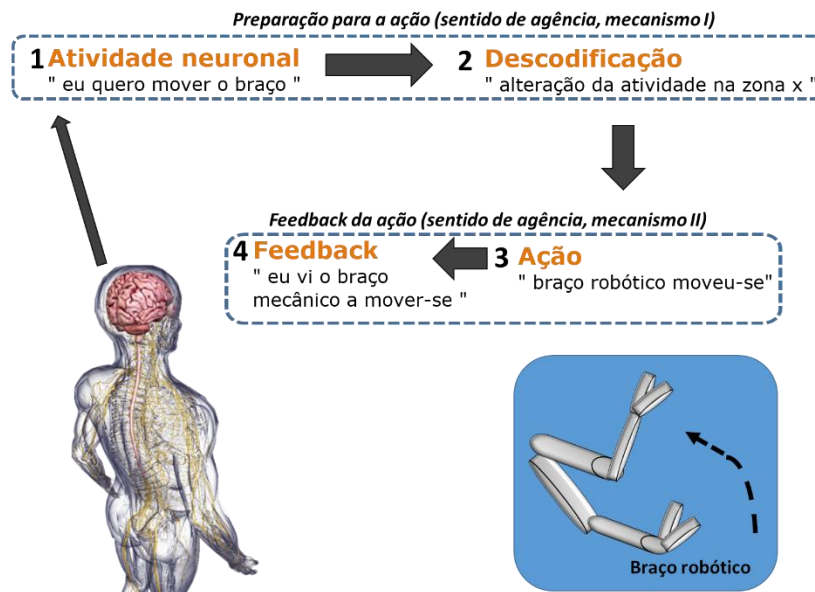 Preparação para a ação (sentido de agência, mecanismo I)
1 Atividade neuronal
" eu quero mover o braço "
2 Descodificação
" alteração da atividade na zona x "
Feedback da ação (sentido de agência, mecanismo II)
4 Feedback
" eu vi o braço
mecânico a mover-se "
3 Ação
" braço robótico moveu-se"
Braço robótico